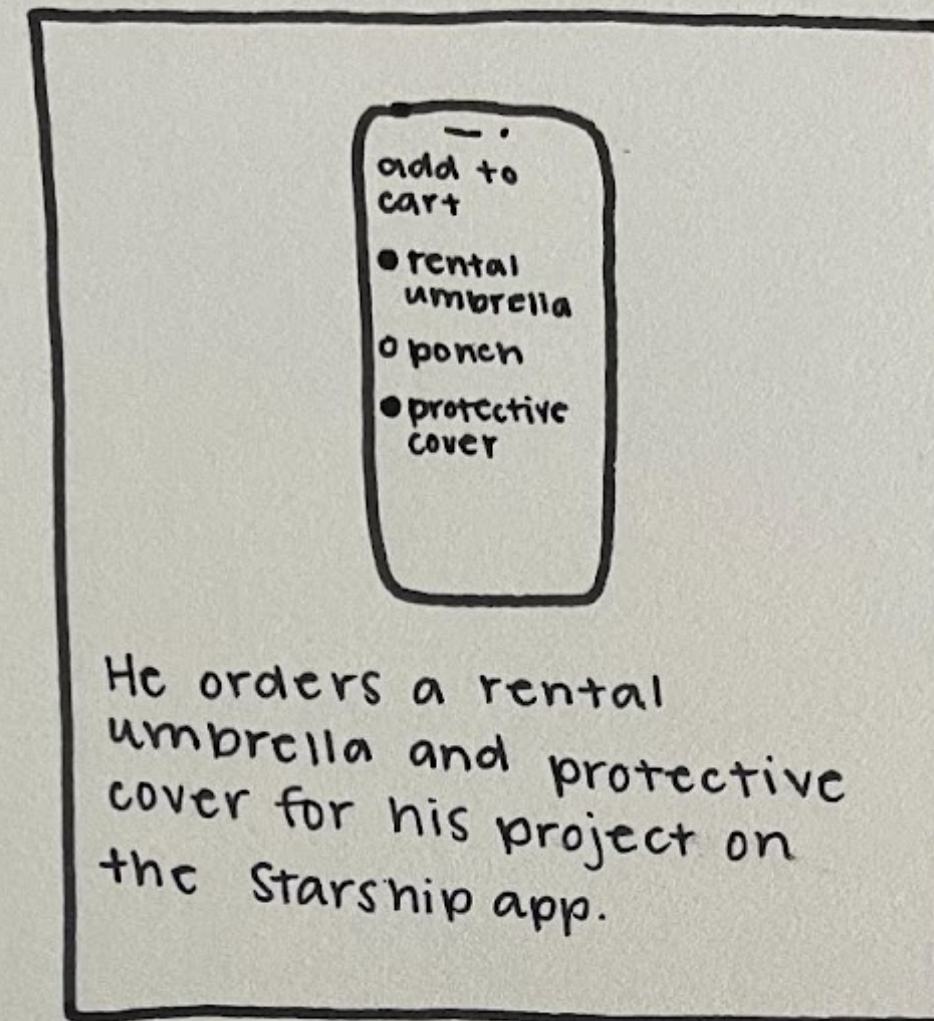 add to
cart
rental
umbrella
ponch
protective
cover
He orders a rental
umbrella and protective
cover for his project on
the starship app.